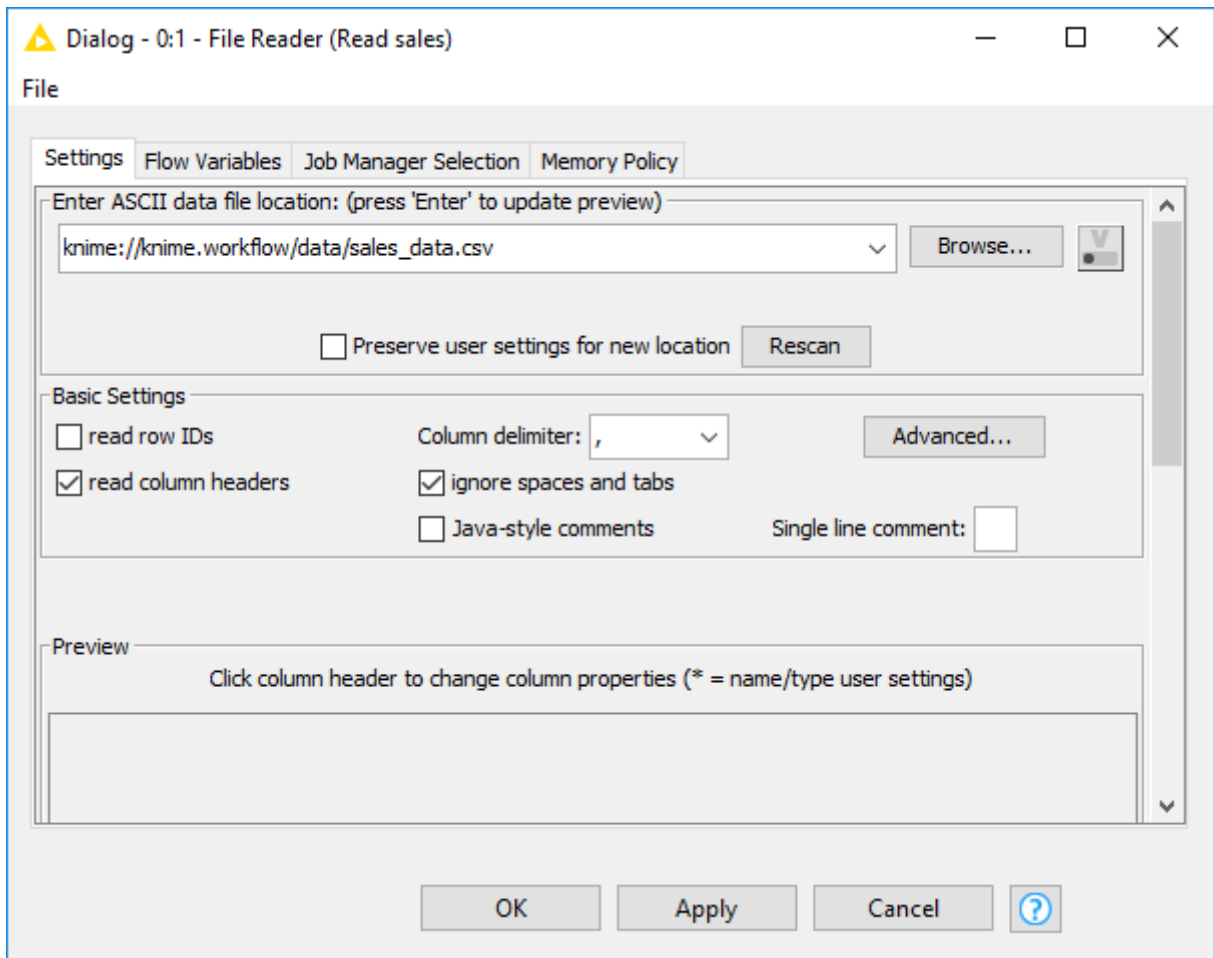 Dialog - 0:1 - File Reader (Read sales)
File
Settings Flow Variables Job Manager Selection Memory Policy
Enter ASCII data file location: (press 'Enter' to update preview)
knime://knime.workflow/data/sales_data.csv Browse... V
Preserve user settings for new location Rescan
Basic Settings
read row IDs Column delimiter: , Advanced...
read column headers ignore spaces and tabs
Java-style comments Single line comment:
Preview
Click column header to change column properties (* = name/type user settings)
OK Apply Cancel ?